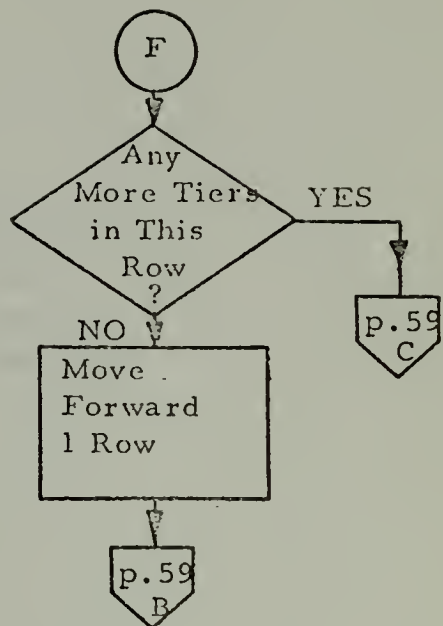 F
Any
More Tiers
in This
Row
?
YES
p.59
C
NO
Move
Forward
1 Row
p.59
B